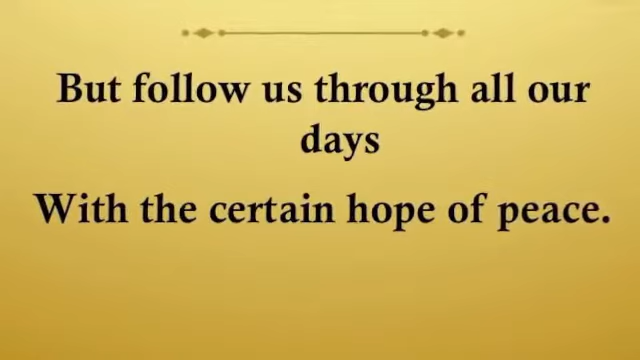 But follow us through all our
days
With the certain hope of peace.